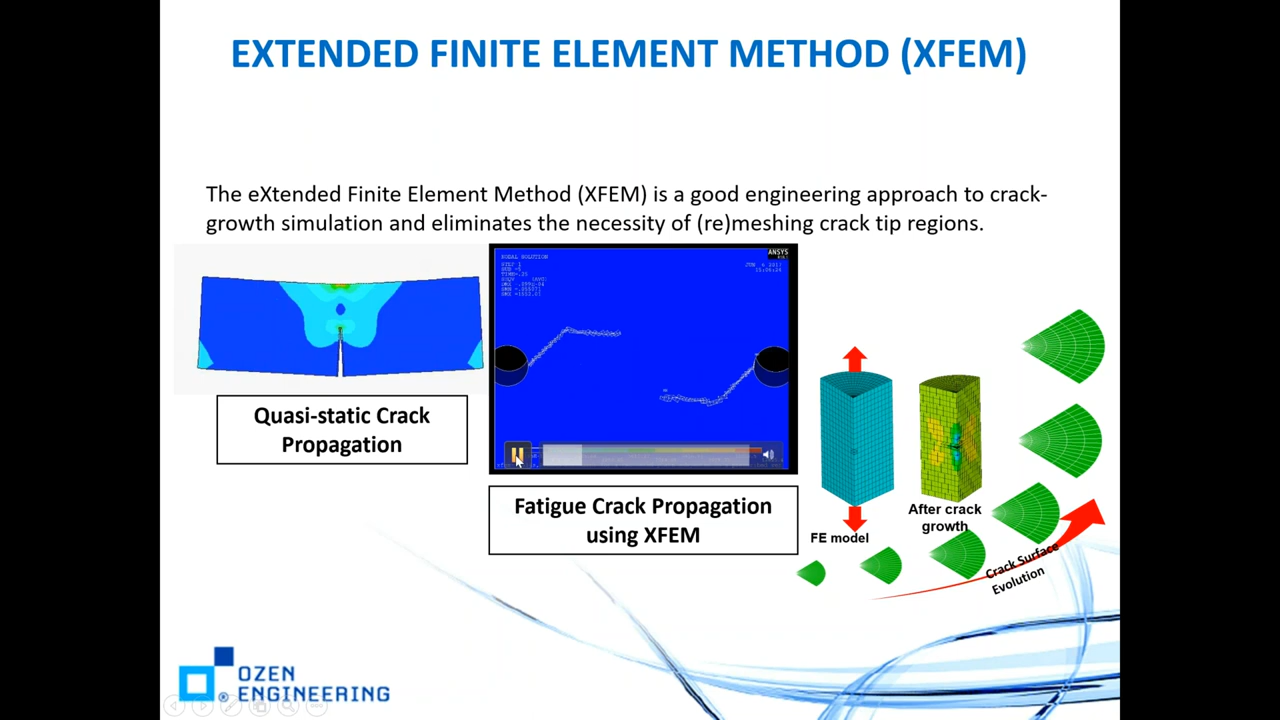 EXTENDED FINITE ELEMENT METHOD (XFEM)
The eXtended Finite Element Method (XFEM) is a good engineering approach to crack-
growth simulation and eliminates the necessity of (re)meshing crack tip regions.
NODAL SOLUTION
STEP 1
ANSYS
Quasi-static Crack
Propagation
Fatigue Crack Propagation
using XFEM
FE model
After crack
growth
Crack Surface
Evolution
OZEN
ENGINEERING